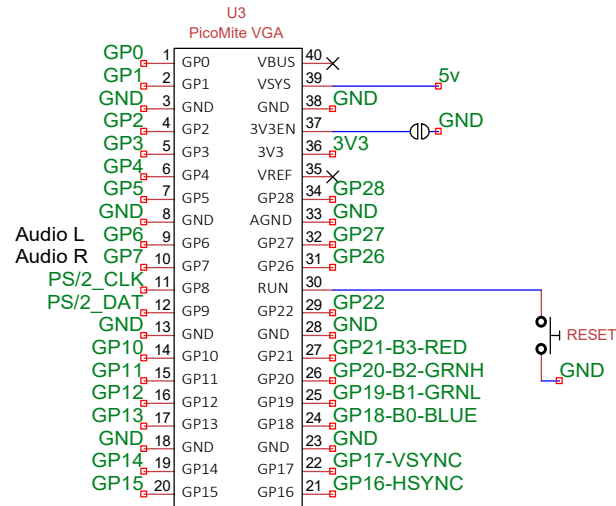 U3
PicoMite VGA
GP0 1 GP0 VBUS 40
GP1 2 GP1 VSYS 39 5v
GND 3 GND GND 38 GND
GP2 4 GP2 3V3EN 37 GND
GP3 5 GP3 3V3 36 3V3
GP4 6 GP4 VREF 35
GP5 7 GP5 GP28 34 GP28
GND 8 GND AGND 33 GND
Audio L GP6 9 GP6 GP27 32 GP27
Audio R GP7 10 GP7 GP26 31 GP26
PS/2_CLK 11 GP8 RUN 30
PS/2_DAT 12 GP9 GP22 29 GP22
GND 13 GND GND 28 GND
RESET
GP10 14 GP10 GP21 27 GP21-B3-RED
GP11 15 GP11 GP20 26 GP20-B2-GRNH
GND
GP12 16 GP12 GP19 25 GP19-B1-GRNL
GP13 17 GP13 GP18 24 GP18-B0-BLUE
GND 18 GND GND 23 GND
GP14 19 GP14 GP17 22 GP17-VSYNC
GP15 20 GP15 GP16 21 GP16-HSYNC